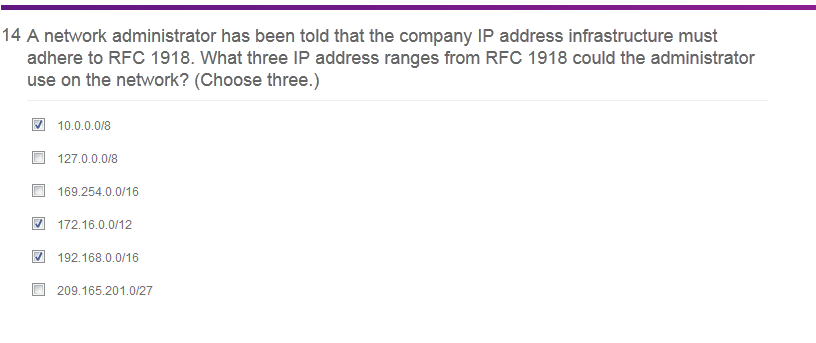 14 A network administrator has been told that the company IP address infrastructure must
adhere to RFC 1918. What three IP address ranges from RFC 1918 could the administrator
use on the network? (Choose three.)
10.0.0.0/8
127.0.0.0/8
169.254.0.0/16
172.16.0.0/12
192.168.0.0/16
209.165.201.0/27